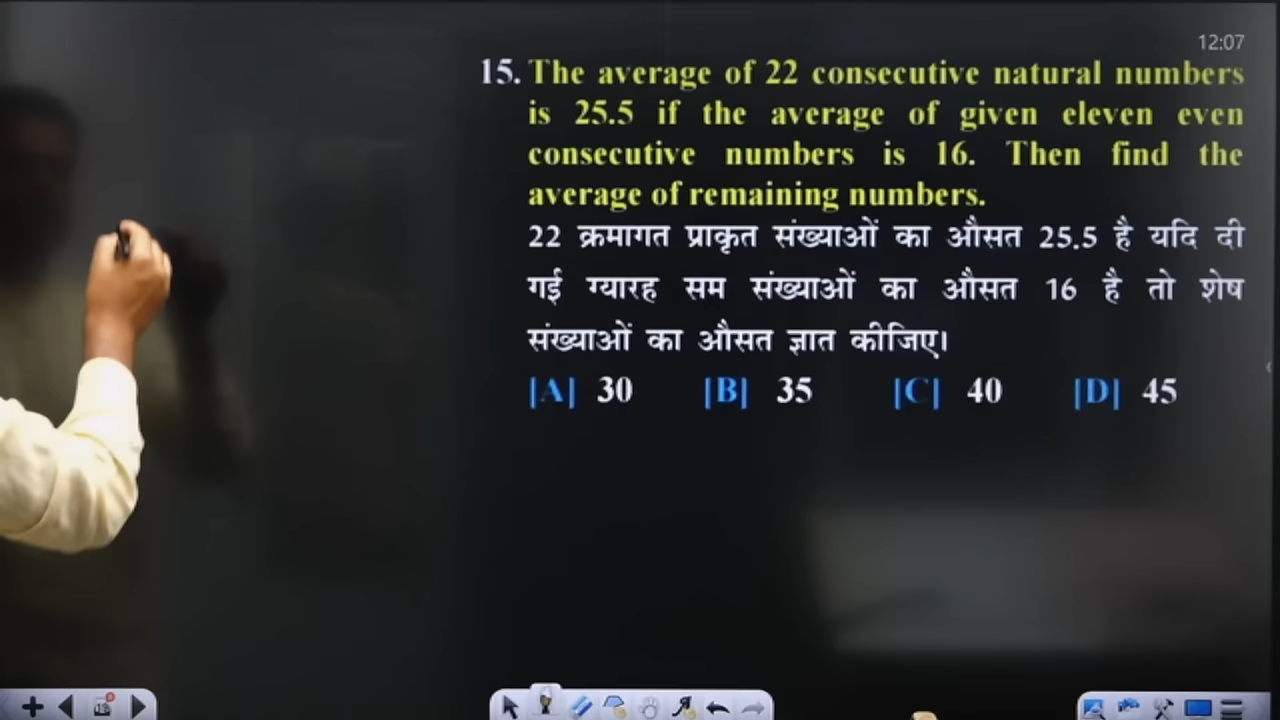 12:07
15. The average of 22 consecutive natural numbers
is 25.5 if the average of given eleven even
consecutive numbers is 16. Then find the
average of remaining numbers.
22 क्रमागत प्राकृत संख्याओं का औसत 25.5 है यदि दी
गई ग्यारह सम संख्याओं का औसत 16 है तो शेष
संख्याओं का औसत ज्ञात कीजिए।
[A] 30 [B] 35 [C] 40 [D] 45